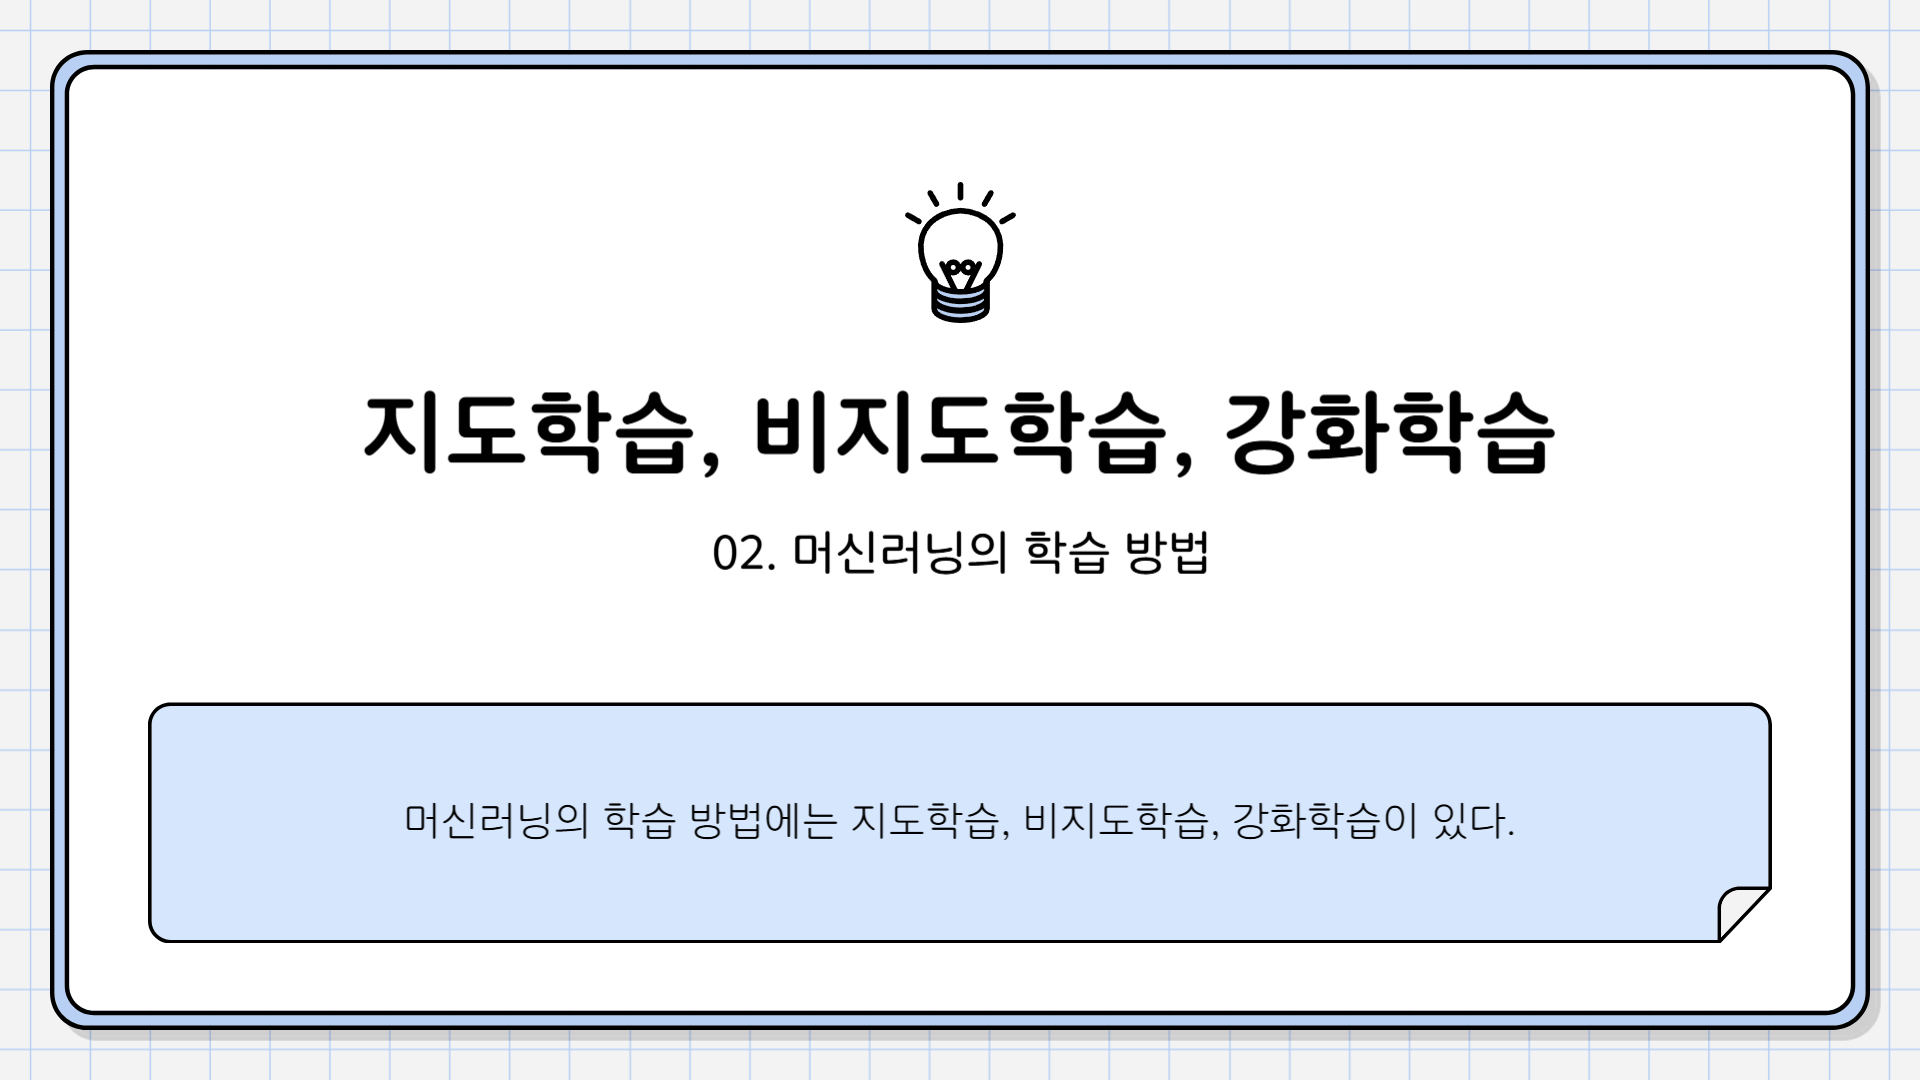 지도학습, 비지도학습, 강화학습
02. 머신러닝의 학습 방법
머신러닝의 학습 방법에는 지도학습, 비지도학습, 강화학습이 있다.